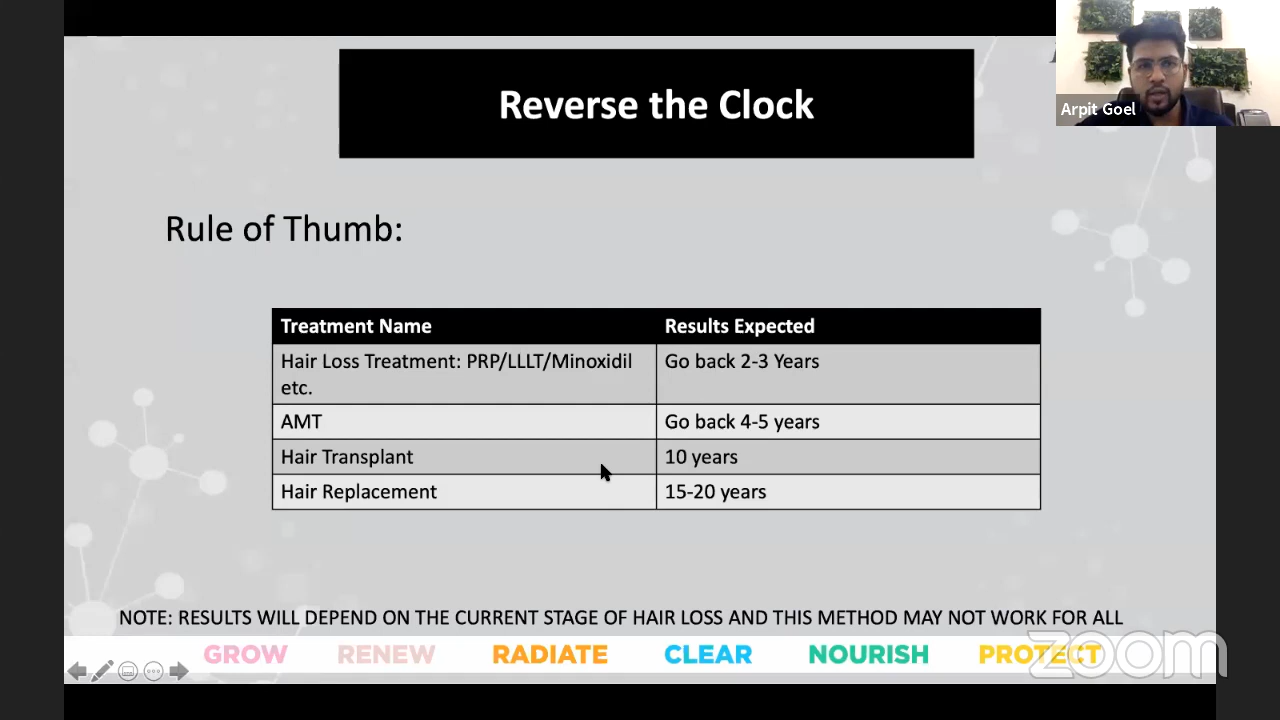 Reverse the Clock
Arpit Goel
Rule of Thumb:
Treatment Name Results Expected
Hair Loss Treatment: PRP/LLLT/Minoxidil Go back 2-3 Years
etc.
AMT Go back 4-5 years
Hair Transplant 10 years
Hair Replacement 15-20 years
NOTE: RESULTS WILL DEPEND ON THE CURRENT STAGE OF HAIR LOSS AND THIS METHOD MAY NOT WORK FOR ALL
GROW RENEW RADIATE CLEAR NOURISH PROTECT
zoom